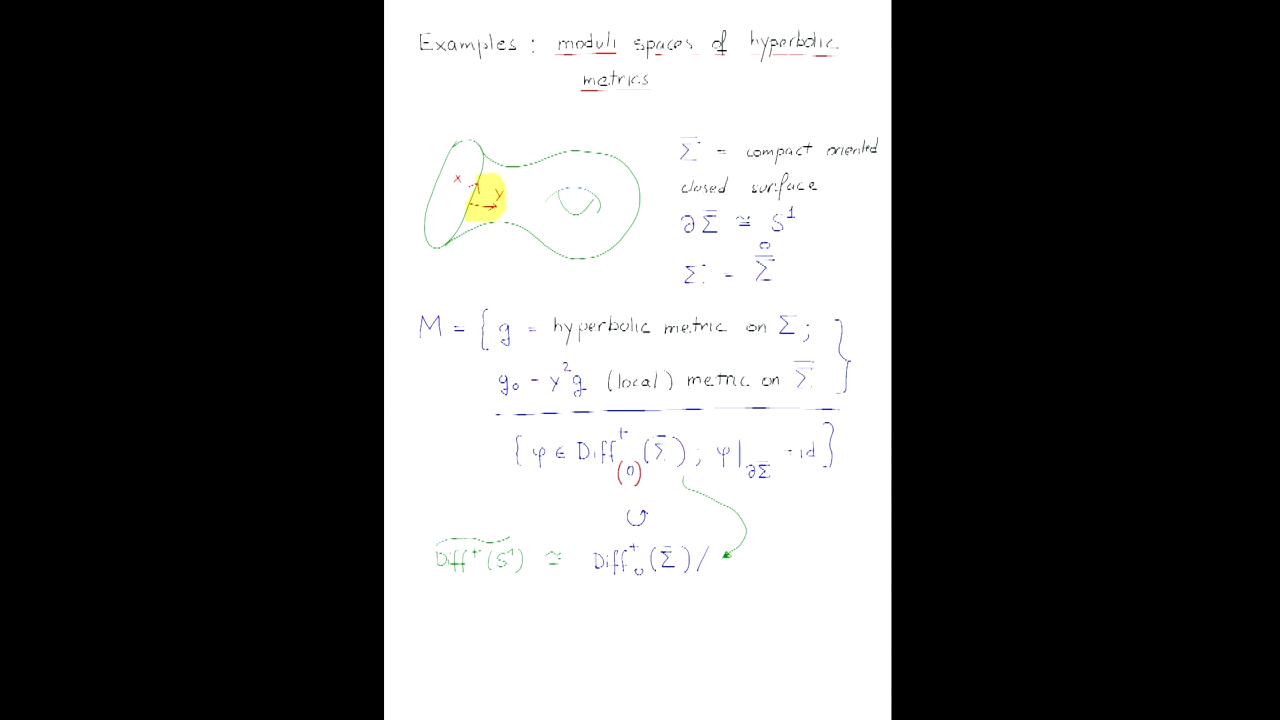 Examples : moduli spaces of hyperbolic
metrics
x
y
Σ̅ = compact oriented
closed surface
∂Σ̅ ≅ S¹
Σ = Σ̅°
M = { g = hyperbolic metric on Σ ;
g₀ = y²g (local) metric on Σ̅ }
{ φ ∈ Diff⁺₍₀₎(Σ̅) ; φ|∂Σ̅ = id }
↺
D͠iff⁺(S¹) ≅ Diff⁺₀(Σ̅) /